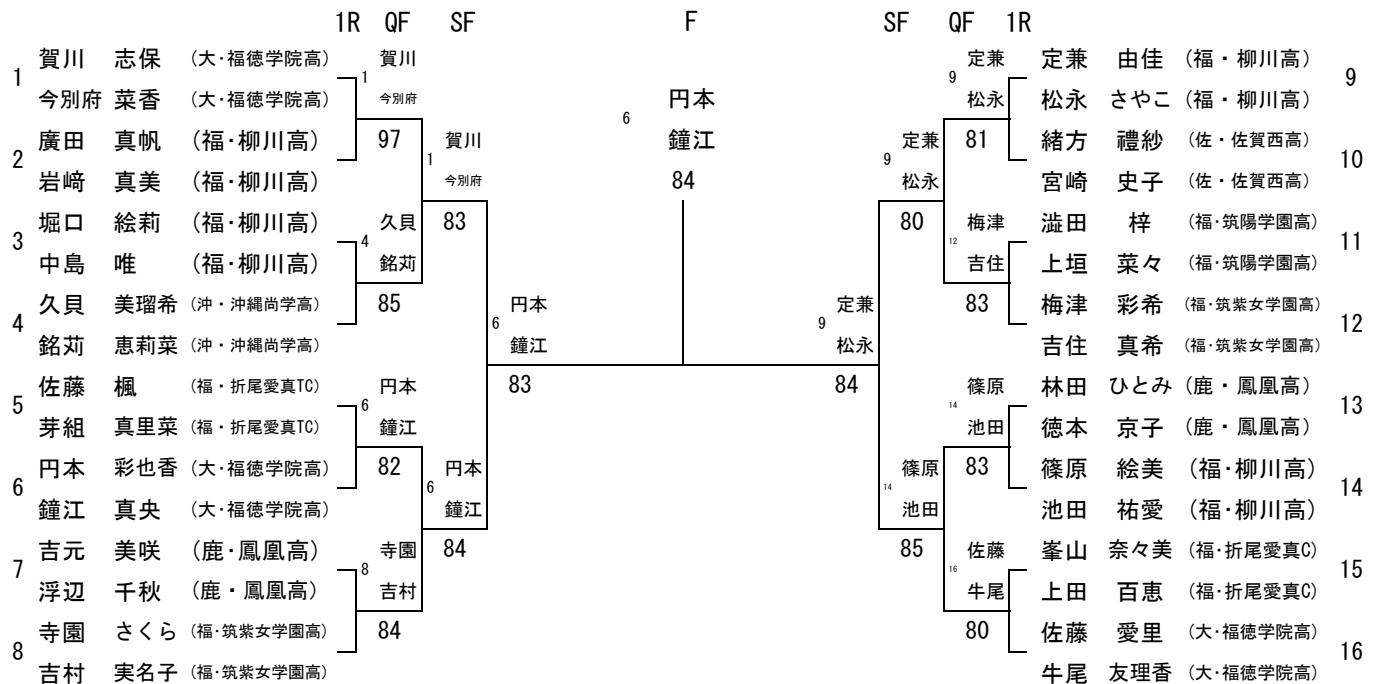 1R QF SF F SF QF 1R
1 賀川 志保 (大・福徳学院高)
今別府 菜香 (大・福徳学院高)
2 廣田 真帆 (福・柳川高)
岩﨑 真美 (福・柳川高)
3 堀口 絵莉 (福・柳川高)
中島 唯 (福・柳川高)
4 久貝 美瑠希 (沖・沖縄尚学高)
銘苅 恵莉菜 (沖・沖縄尚学高)
5 佐藤 楓 (福・折尾愛真TC)
芽組 真里菜 (福・折尾愛真TC)
6 円本 彩也香 (大・福徳学院高)
鐘江 真央 (大・福徳学院高)
7 吉元 美咲 (鹿・鳳凰高)
浮辺 千秋 (鹿・鳳凰高)
8 寺園 さくら (福・筑紫女学園高)
吉村 実名子 (福・筑紫女学園高)
1 賀川
今別府
97
4 久貝
銘苅
85
6 円本
鐘江
82
8 寺園
吉村
84
1 賀川
今別府
83
6 円本
鐘江
84
6 円本
鐘江
83
6 円本
鐘江
84
9 定兼
松永
84
9 定兼
松永
80
14 篠原
池田
85
9 定兼
松永
81
12 梅津
吉住
83
14 篠原
池田
83
16 佐藤
牛尾
80
定兼 由佳 (福・柳川高) 9
松永 さやこ (福・柳川高)
緒方 禮紗 (佐・佐賀西高) 10
宮崎 史子 (佐・佐賀西高)
澁田 梓 (福・筑陽学園高) 11
上垣 菜々 (福・筑陽学園高)
梅津 彩希 (福・筑紫女学園高) 12
吉住 真希 (福・筑紫女学園高)
林田 ひとみ (鹿・鳳凰高) 13
徳本 京子 (鹿・鳳凰高)
篠原 絵美 (福・柳川高) 14
池田 祐愛 (福・柳川高)
峯山 奈々美 (福・折尾愛真C) 15
上田 百恵 (福・折尾愛真C)
佐藤 愛里 (大・福徳学院高) 16
牛尾 友理香 (大・福徳学院高)